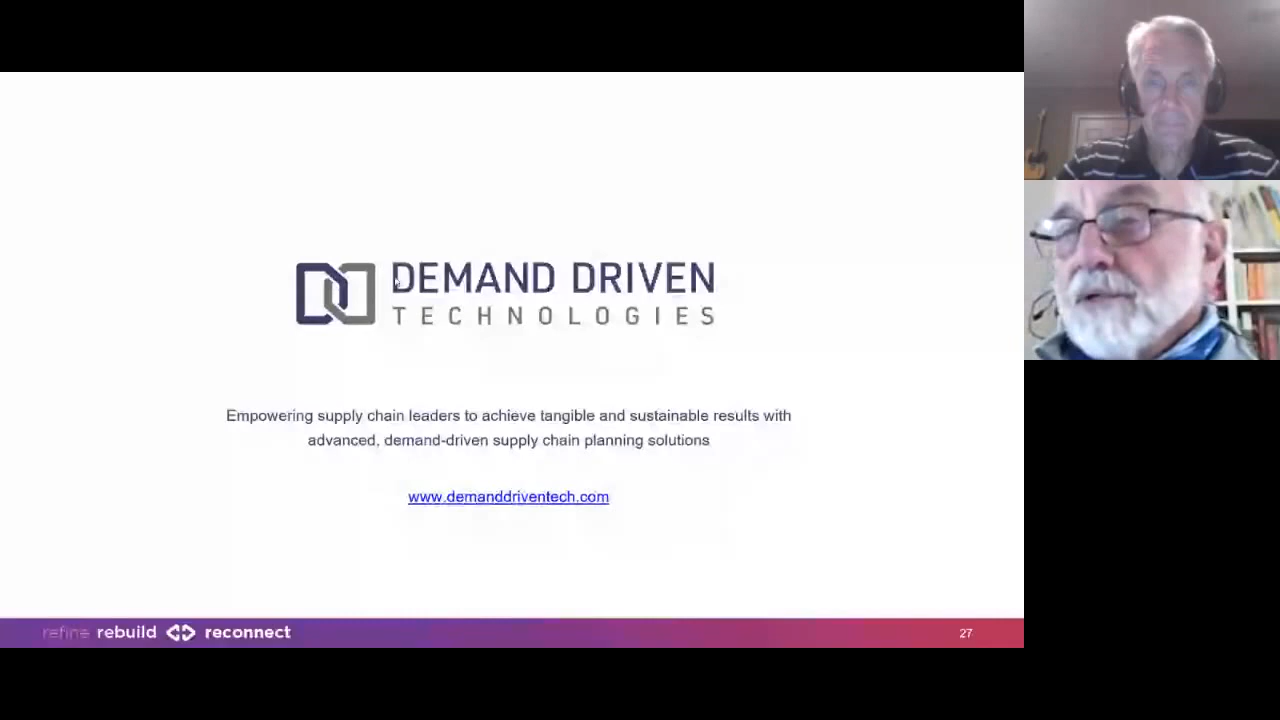 DEMAND DRIVEN
TECHNOLOGIES
Empowering supply chain leaders to achieve tangible and sustainable results with
advanced, demand-driven supply chain planning solutions
www.demanddriventech.com
refine rebuild reconnect
27